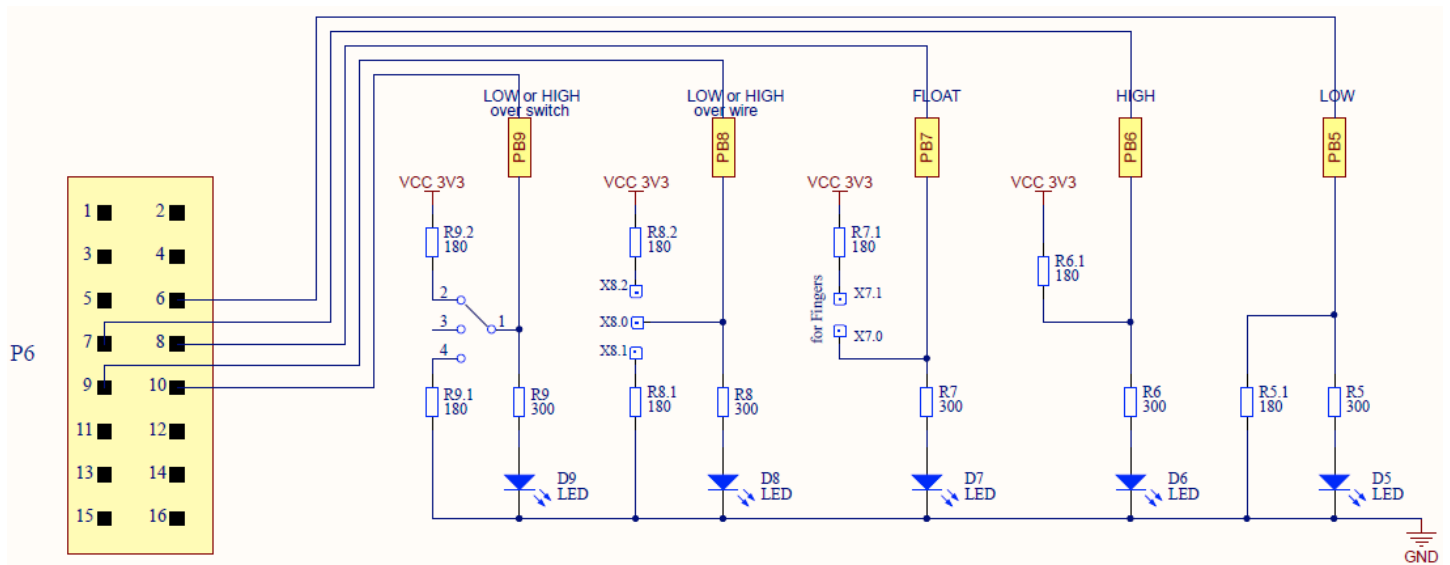 LOW or HIGH
over switch
LOW or HIGH
over wire
FLOAT
HIGH
LOW
PB9
PB8
PB7
PB6
PB5
VCC 3V3
VCC 3V3
VCC 3V3
VCC 3V3
P6
1
2
3
4
5
6
7
8
9
10
11
12
13
14
15
16
R9.2
180
2
3
4
1
R9.1
180
R9
300
D9
LED
R8.2
180
X8.2
X8.0
X8.1
R8.1
180
R8
300
D8
LED
R7.1
180
for Fingers
X7.1
X7.0
R7
300
D7
LED
R6.1
180
R6
300
D6
LED
R5.1
180
R5
300
D5
LED
GND